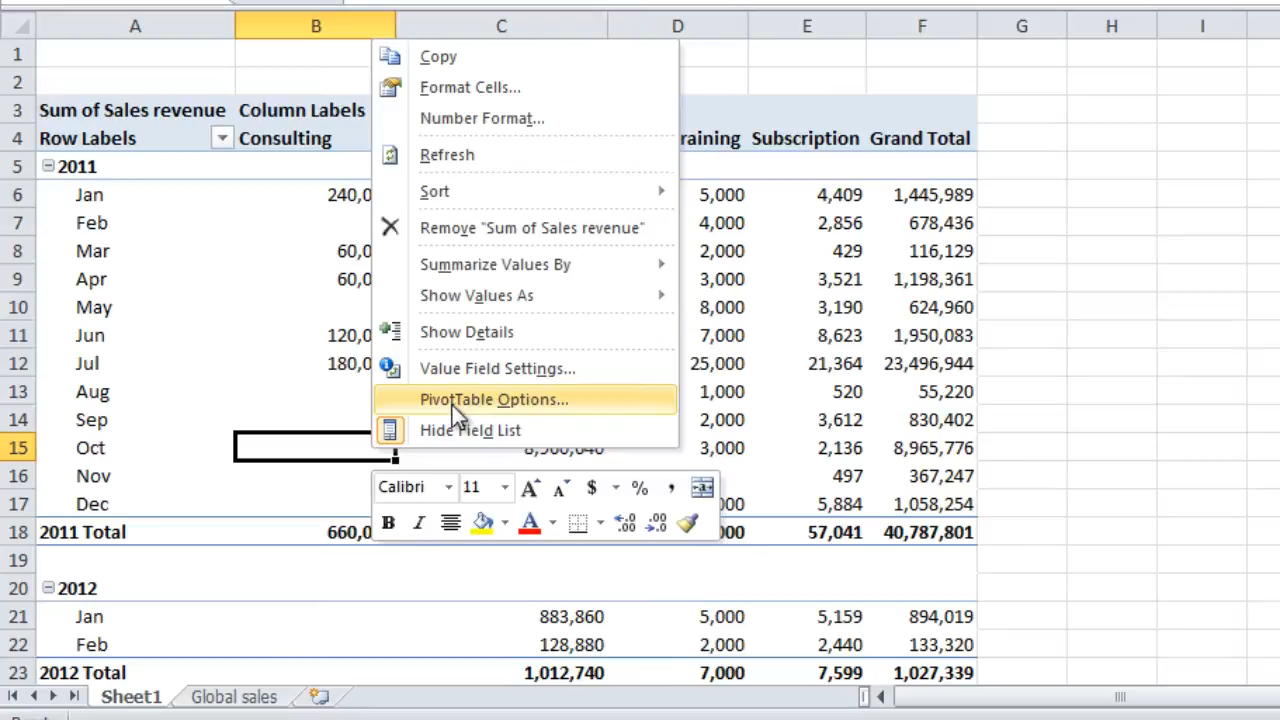 A B C D E F G H I
1
2
3 Sum of Sales revenue Column Labels
4 Row Labels Consulting raining Subscription Grand Total
5 2011
6 Jan 240,0 5,000 4,409 1,445,989
7 Feb 4,000 2,856 678,436
8 Mar 60,0 2,000 429 116,129
9 Apr 60,0 3,000 3,521 1,198,361
10 May 8,000 3,190 624,960
11 Jun 120,0 7,000 8,623 1,950,083
12 Jul 180,0 25,000 21,364 23,496,944
13 Aug 1,000 520 55,220
14 Sep 2,000 3,612 830,402
15 Oct 3,000 2,136 8,965,776
16 Nov 497 367,247
17 Dec 5,884 1,058,254
18 2011 Total 660,0 57,041 40,787,801
19
20 2012
21 Jan 883,860 5,000 5,159 894,019
22 Feb 128,880 2,000 2,440 133,320
23 2012 Total 1,012,740 7,000 7,599 1,027,339
Copy
Format Cells...
Number Format...
Refresh
Sort
Remove "Sum of Sales revenue"
Summarize Values By
Show Values As
Show Details
Value Field Settings...
PivotTable Options...
Hide Field List
Calibri 11 A A $ % ,
B I A .00 .00
Sheet1 Global sales